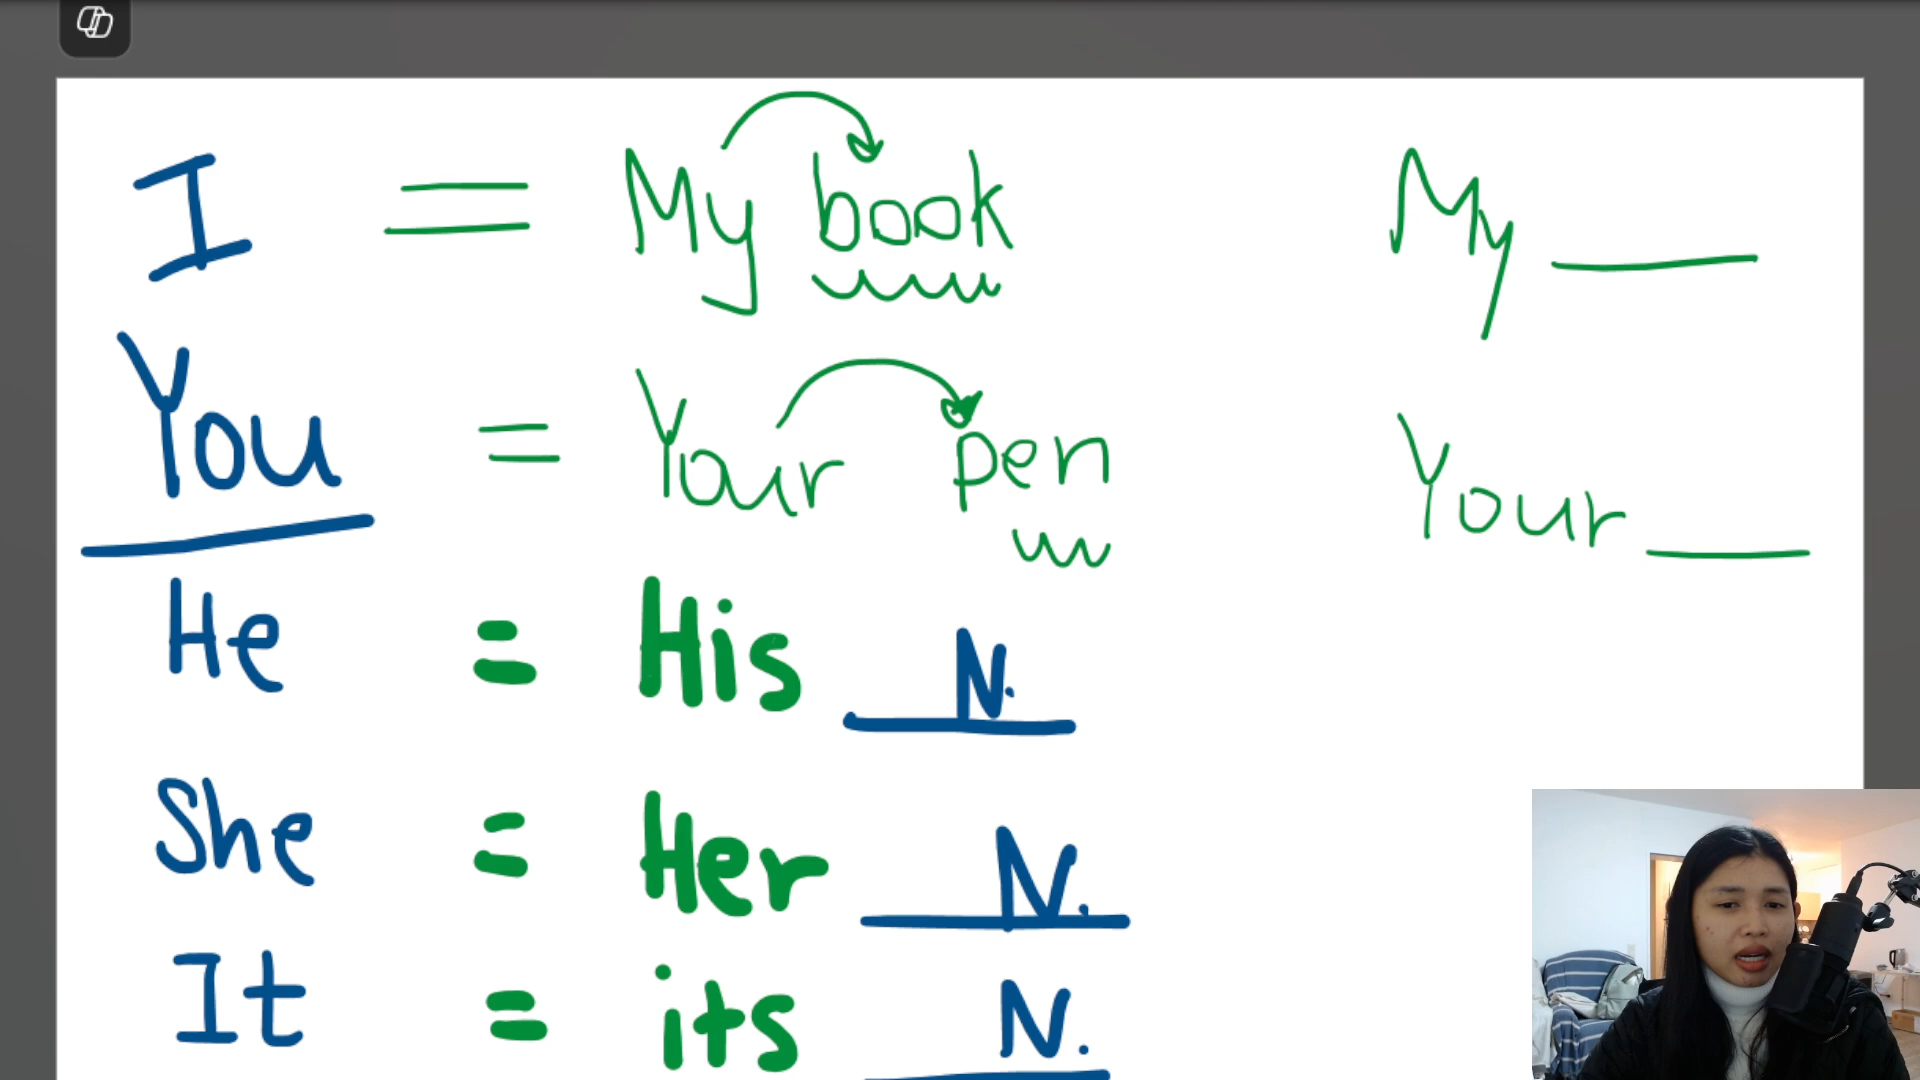 I = My book My ___
You = Your pen Your ___
He = His N.
She = Her N.
It = its N.